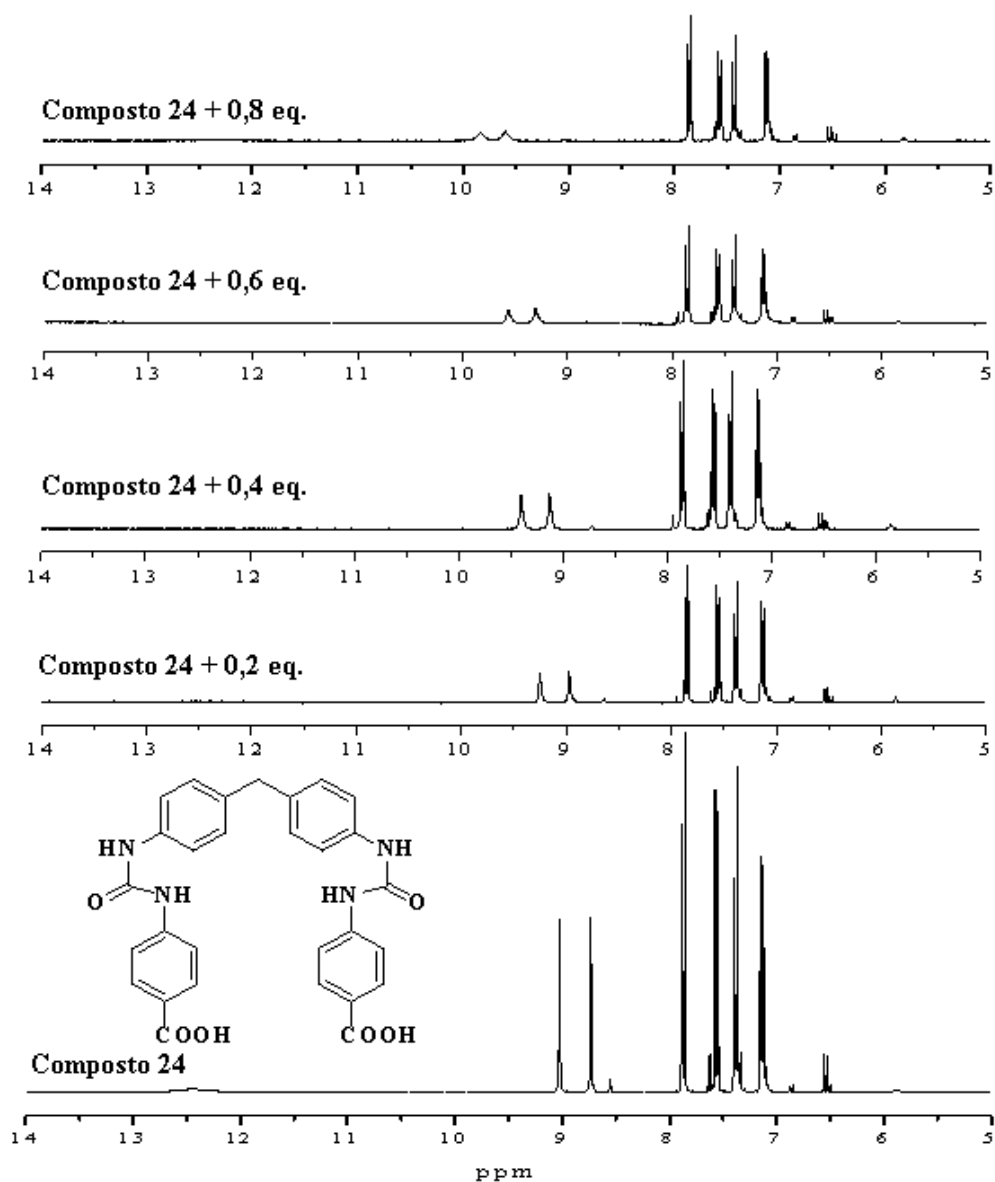 Composto 24 + 0,8 eq.
14 13 12 11 10 9 8 7 6 5
Composto 24 + 0,6 eq.
14 13 12 11 10 9 8 7 6 5
Composto 24 + 0,4 eq.
14 13 12 11 10 9 8 7 6 5
Composto 24 + 0,2 eq.
14 13 12 11 10 9 8 7 6 5
HN NH
O NH HN O
COOH COOH
Composto 24
14 13 12 11 10 9 8 7 6 5
ppm